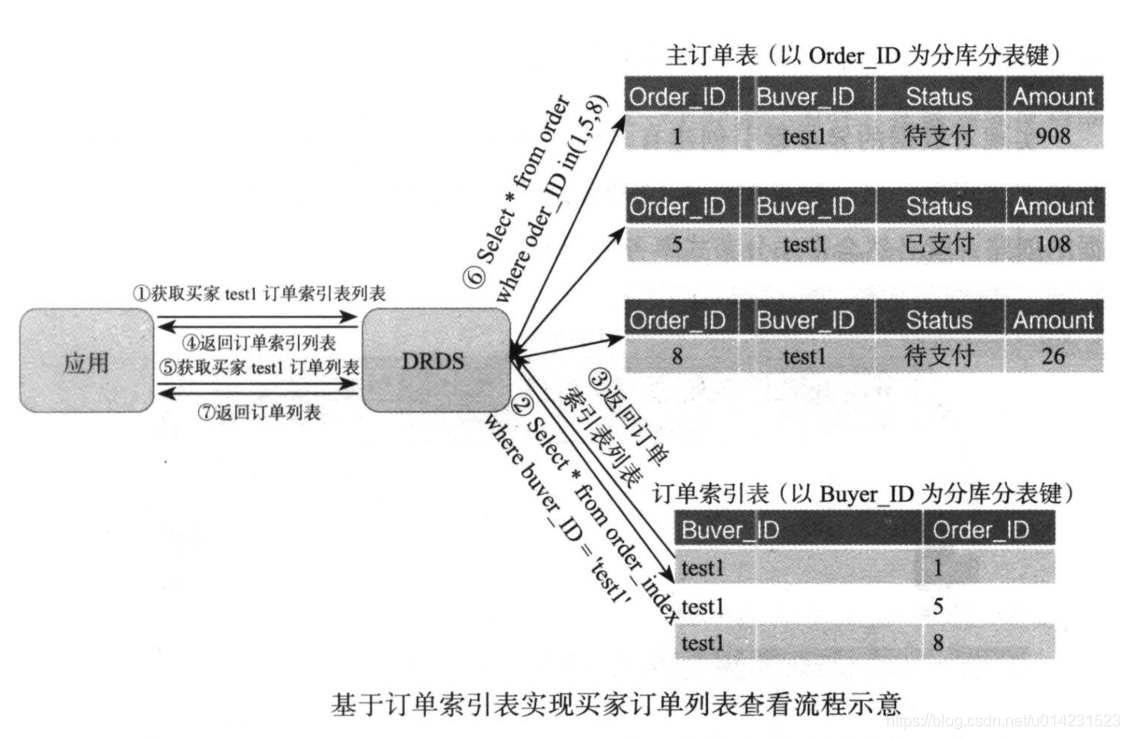 主订单表（以 Order_ID 为分库分表键）
Order_ID Buver_ID Status Amount
1 test1 待支付 908
Order_ID Buver_ID Status Amount
5 test1 已支付 108
Order_ID Buver_ID Status Amount
8 test1 待支付 26
⑥ Select * from order
where oder_ID in(1,5,8)
①获取买家 test1 订单索引表列表
④返回订单索引列表
⑤获取买家 test1 订单列表
⑦返回订单列表
应用
DRDS
② Select * from order_index
where buver_ID = 'test1'
③返回订单
索引表列表
订单索引表（以 Buyer_ID 为分库分表键）
Buver_ID Order_ID
test1 1
test1 5
test1 8
基于订单索引表实现买家订单列表查看流程示意
https://blog.csdn.net/u014231523